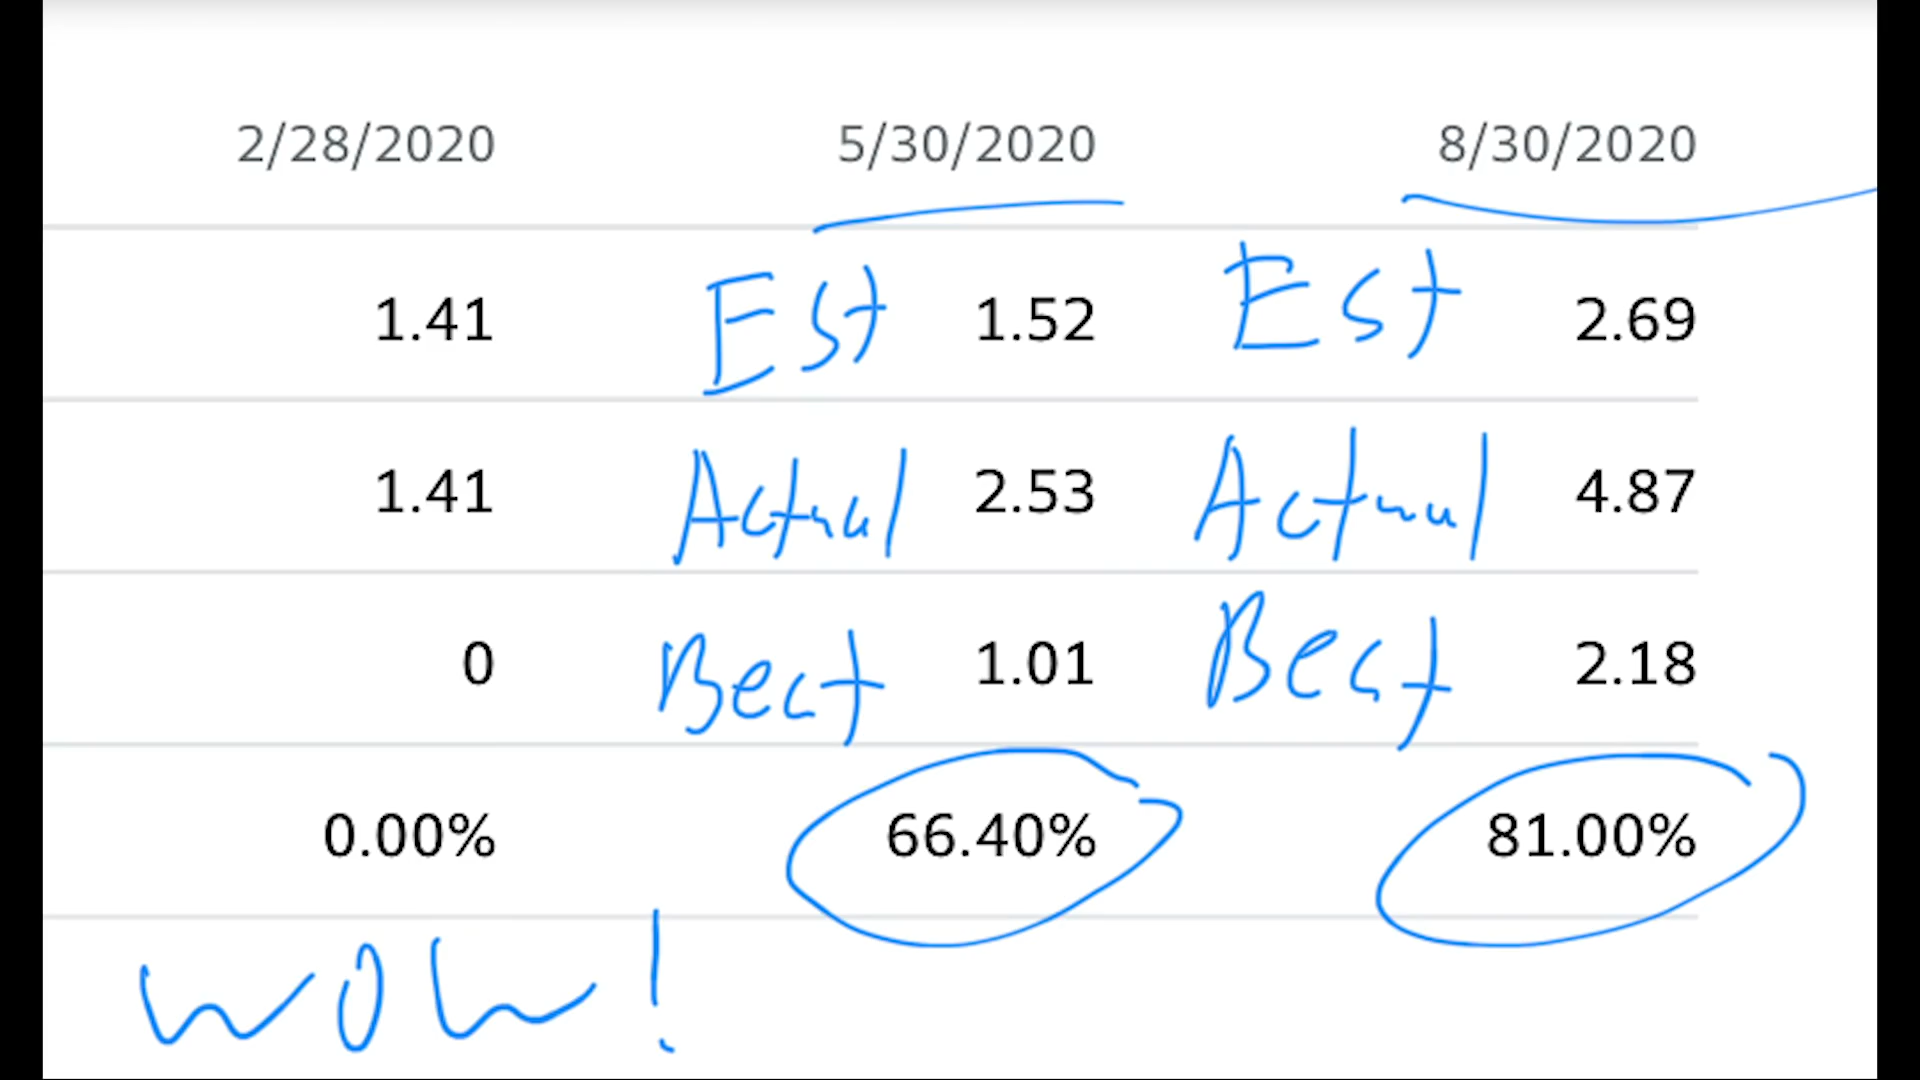 2/28/2020 5/30/2020 8/30/2020
1.41 Est 1.52 Est 2.69
1.41 Actual 2.53 Actual 4.87
0 Beat 1.01 Beat 2.18
0.00% 66.40% 81.00%
wow!